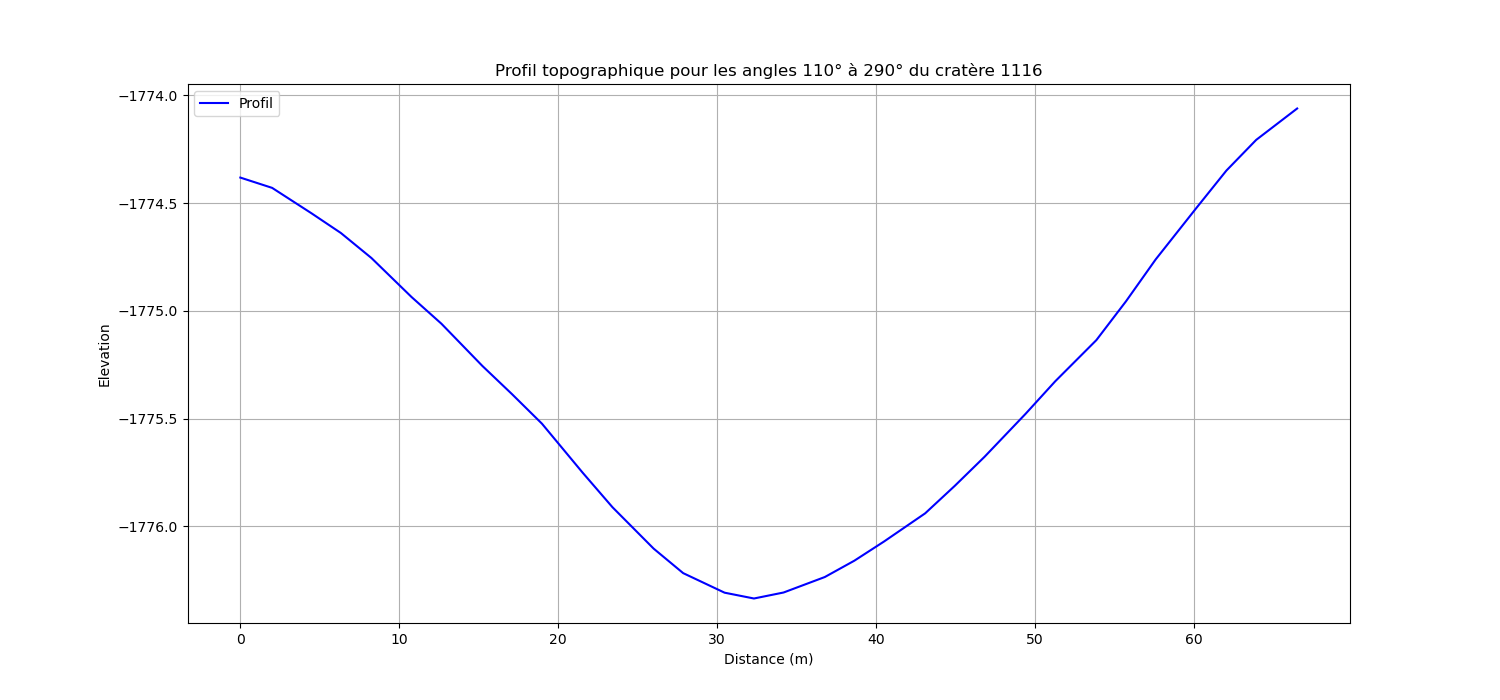 Profil topographique pour les angles 110° à 290° du cratère 1116
Profil
−1774.0
−1774.5
−1775.0
−1775.5
−1776.0
Elevation
0 10 20 30 40 50 60
Distance (m)